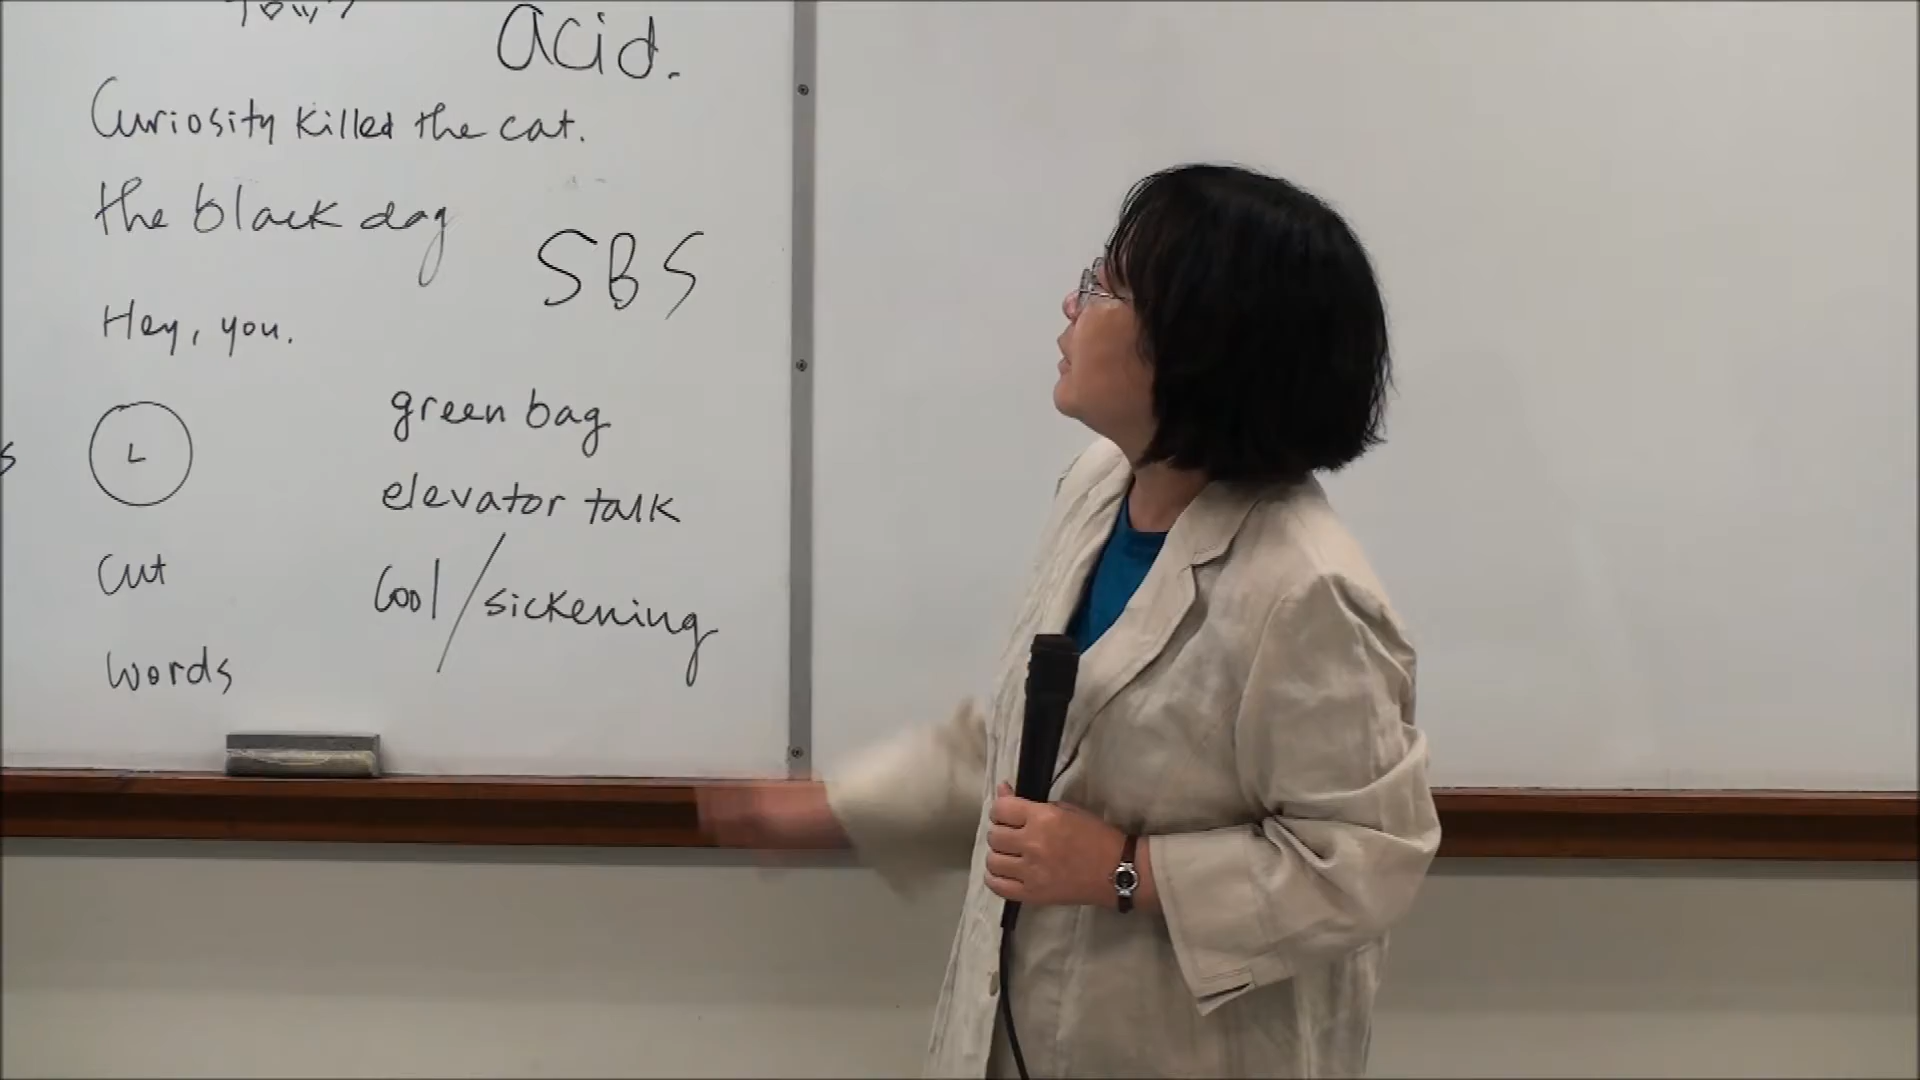 acid.
Curiosity killed the cat.
the black dog
SBS
Hey, you.
green bag
L
elevator talk
cut
Cool / sickening
words